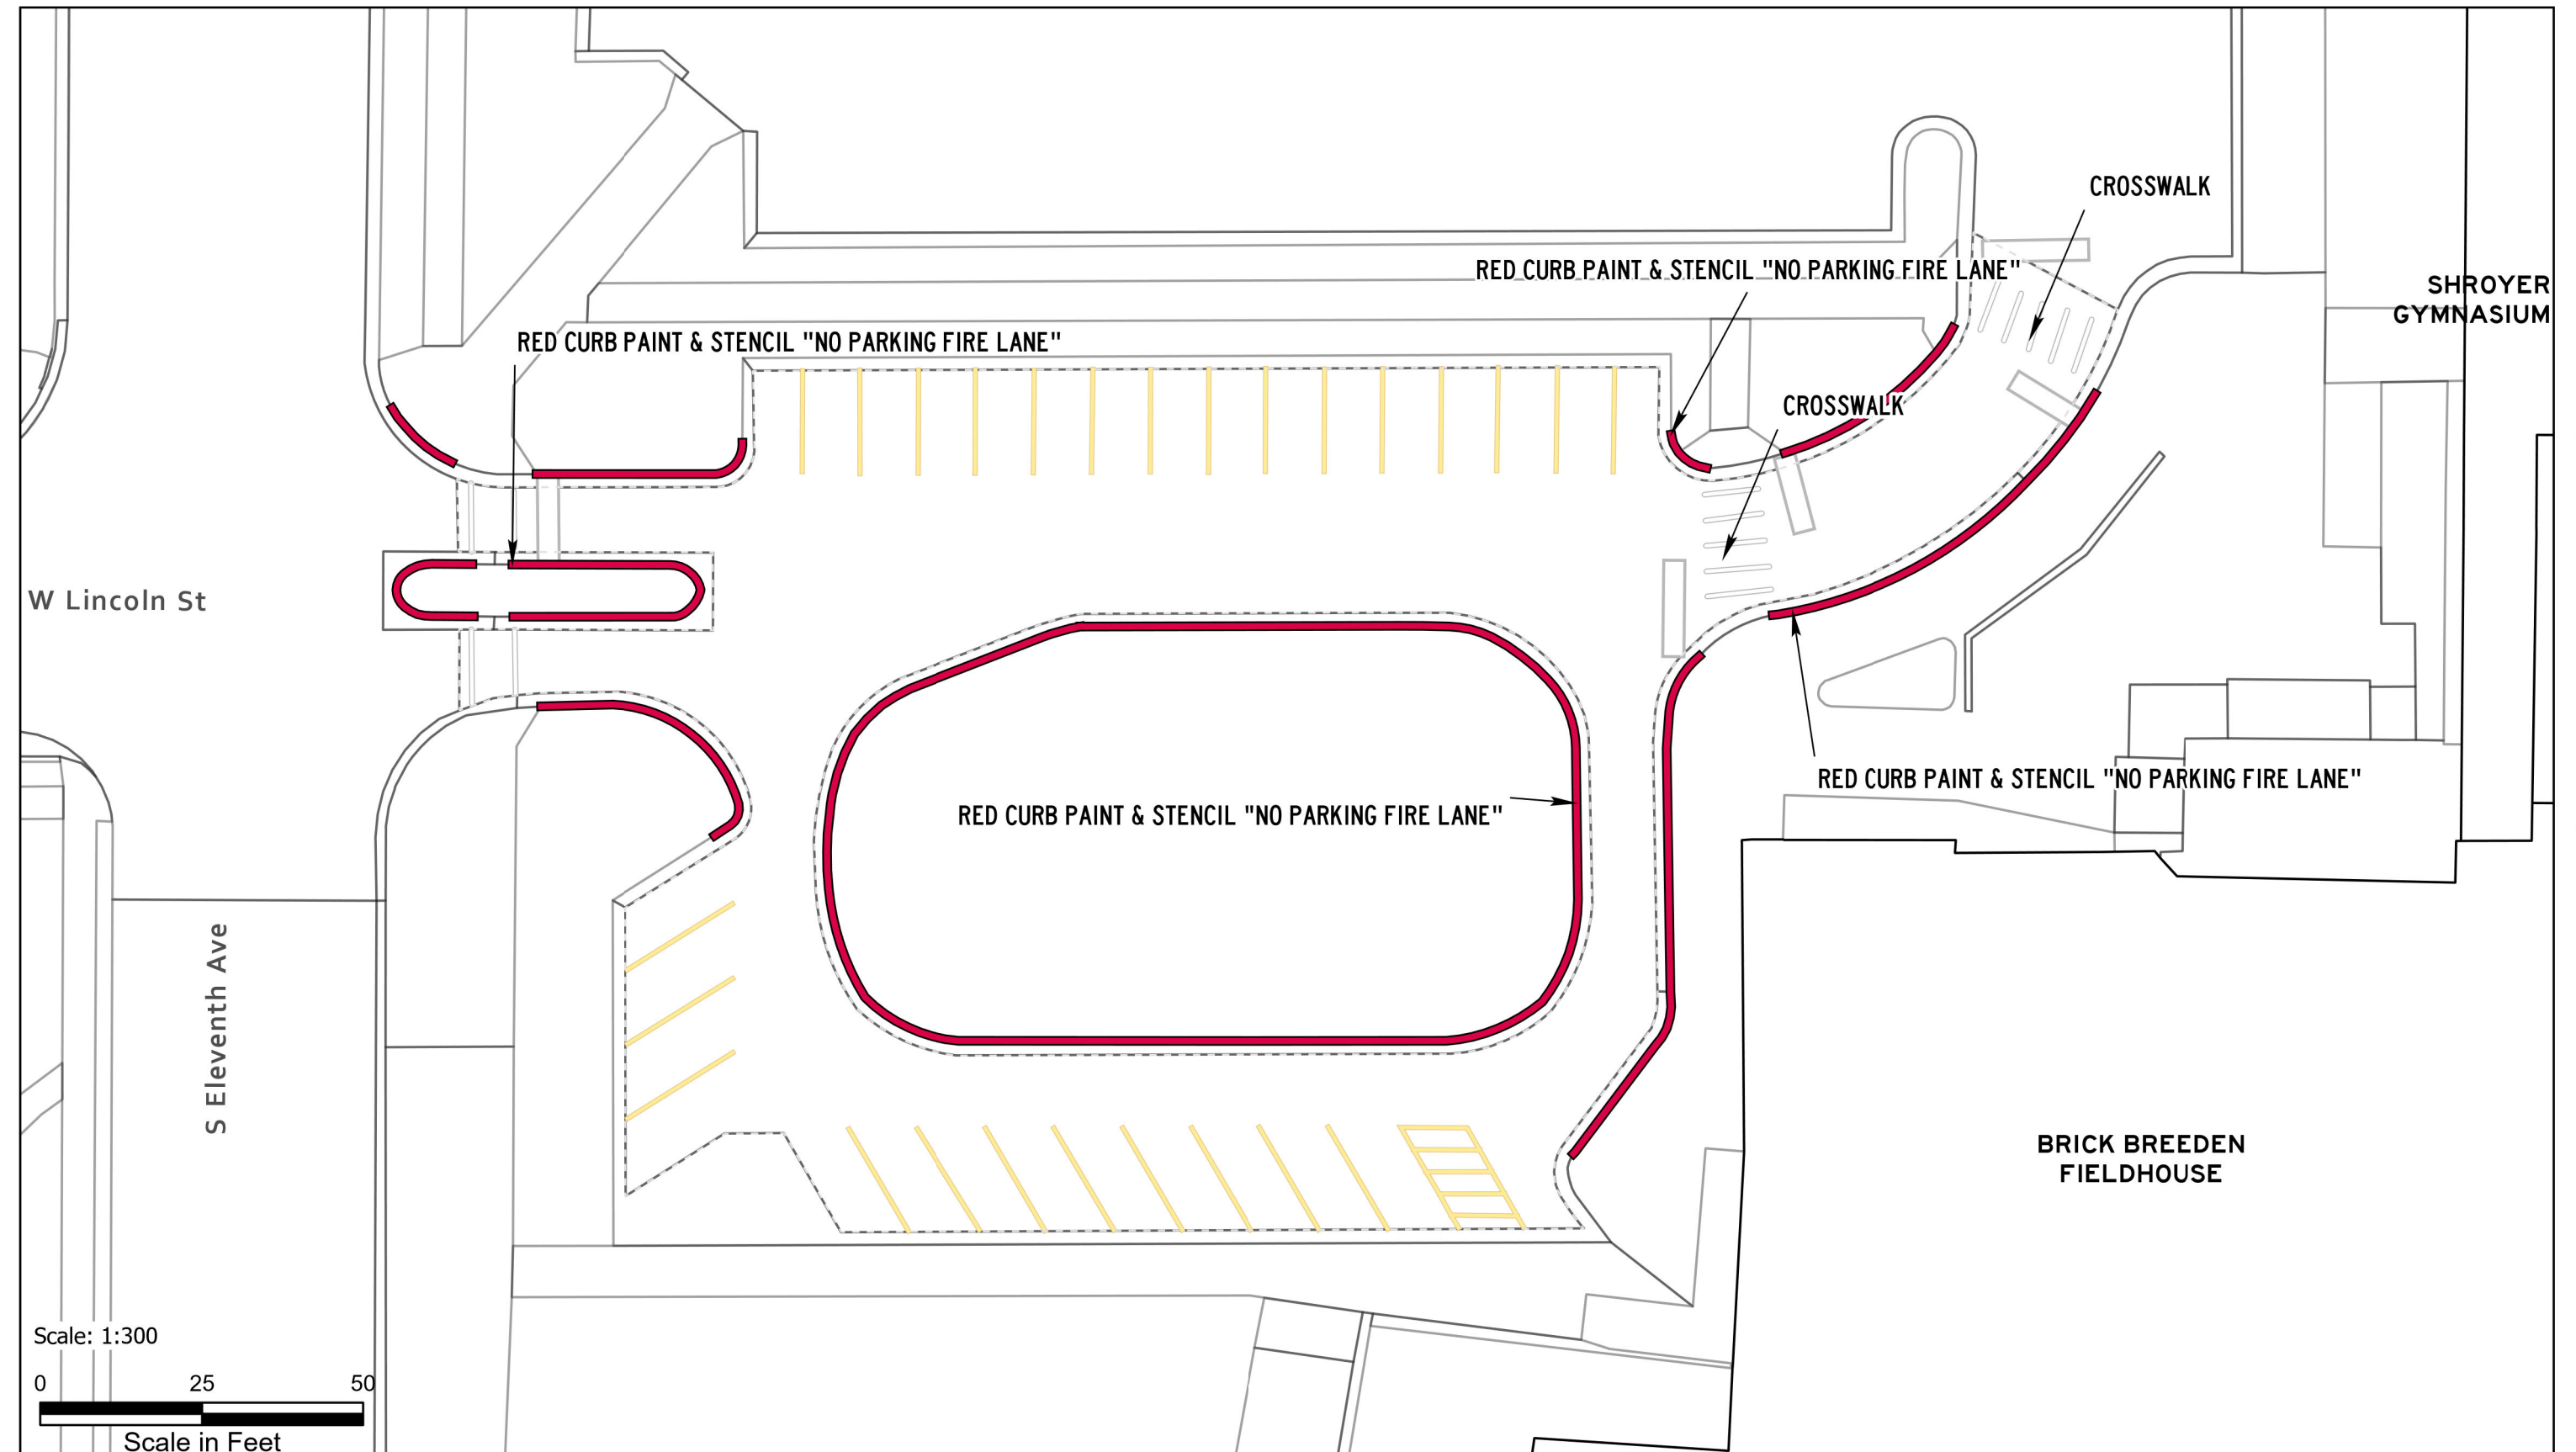 CROSSWALK
RED CURB PAINT & STENCIL "NO PARKING FIRE LANE"
SHROYER
GYMNASIUM
RED CURB PAINT & STENCIL "NO PARKING FIRE LANE"
CROSSWALK
W Lincoln St
RED CURB PAINT & STENCIL "NO PARKING FIRE LANE"
RED CURB PAINT & STENCIL "NO PARKING FIRE LANE"
S Eleventh Ave
BRICK BREEDEN
FIELDHOUSE
Scale: 1:300
0 25 50
Scale in Feet